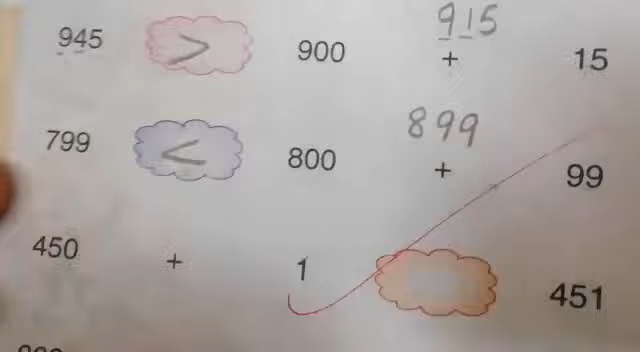 915
945 > 900 + 15
899
799 < 800 + 99
450 + 1 451